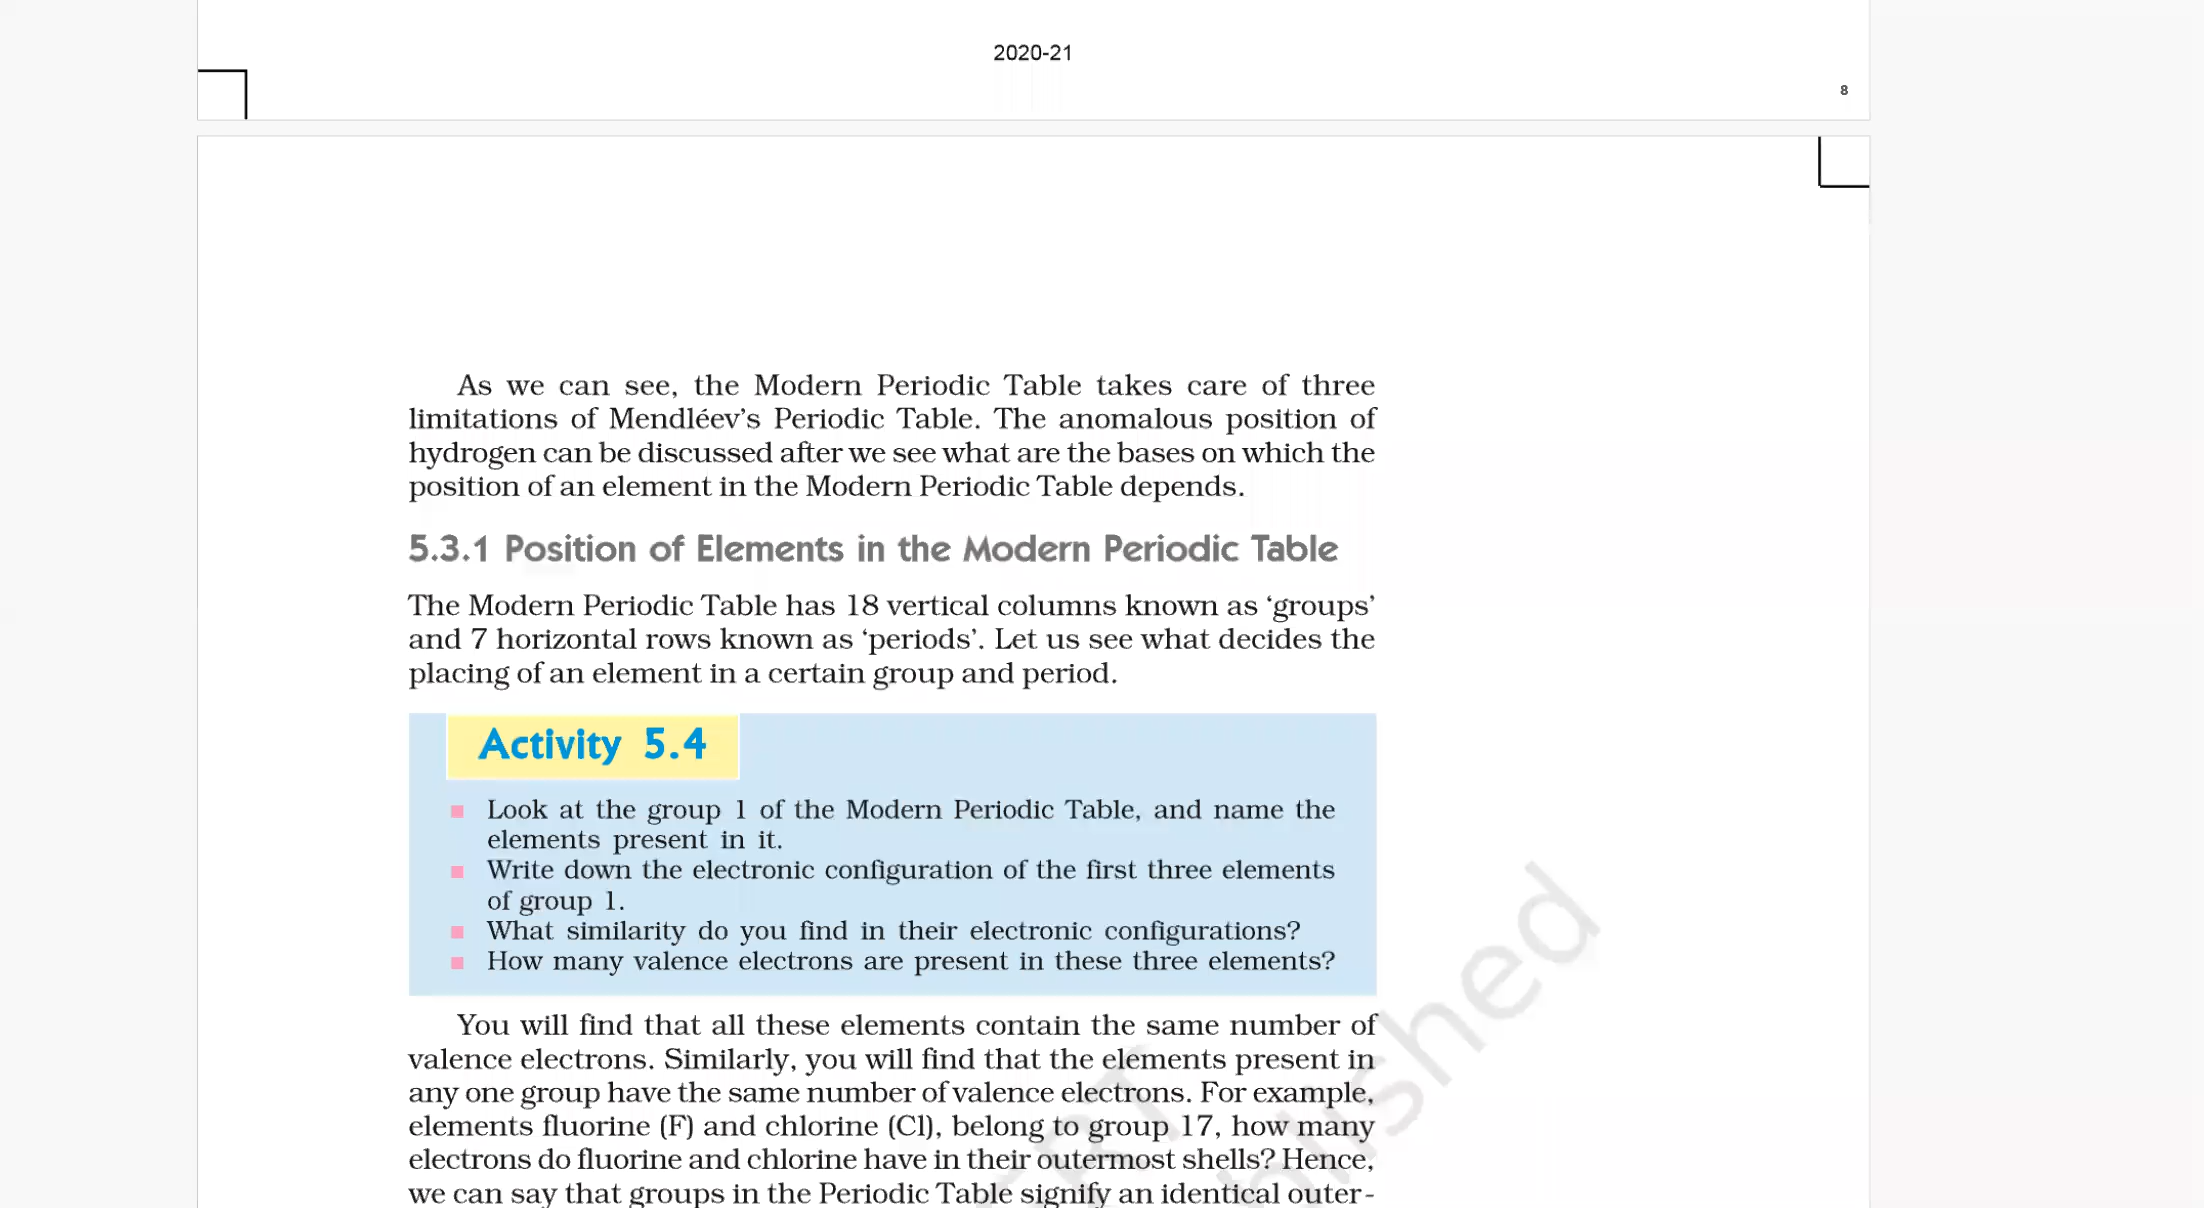 2020-21
8
As we can see, the Modern Periodic Table takes care of three
limitations of Mendléev’s Periodic Table. The anomalous position of
hydrogen can be discussed after we see what are the bases on which the
position of an element in the Modern Periodic Table depends.
5.3.1 Position of Elements in the Modern Periodic Table
The Modern Periodic Table has 18 vertical columns known as ‘groups’
and 7 horizontal rows known as ‘periods’. Let us see what decides the
placing of an element in a certain group and period.
Activity 5.4
Look at the group 1 of the Modern Periodic Table, and name the
elements present in it.
Write down the electronic configuration of the first three elements
of group 1.
What similarity do you find in their electronic configurations?
How many valence electrons are present in these three elements?
You will find that all these elements contain the same number of
valence electrons. Similarly, you will find that the elements present in
any one group have the same number of valence electrons. For example,
elements fluorine (F) and chlorine (Cl), belong to group 17, how many
electrons do fluorine and chlorine have in their outermost shells? Hence,
we can say that groups in the Periodic Table signify an identical outer-